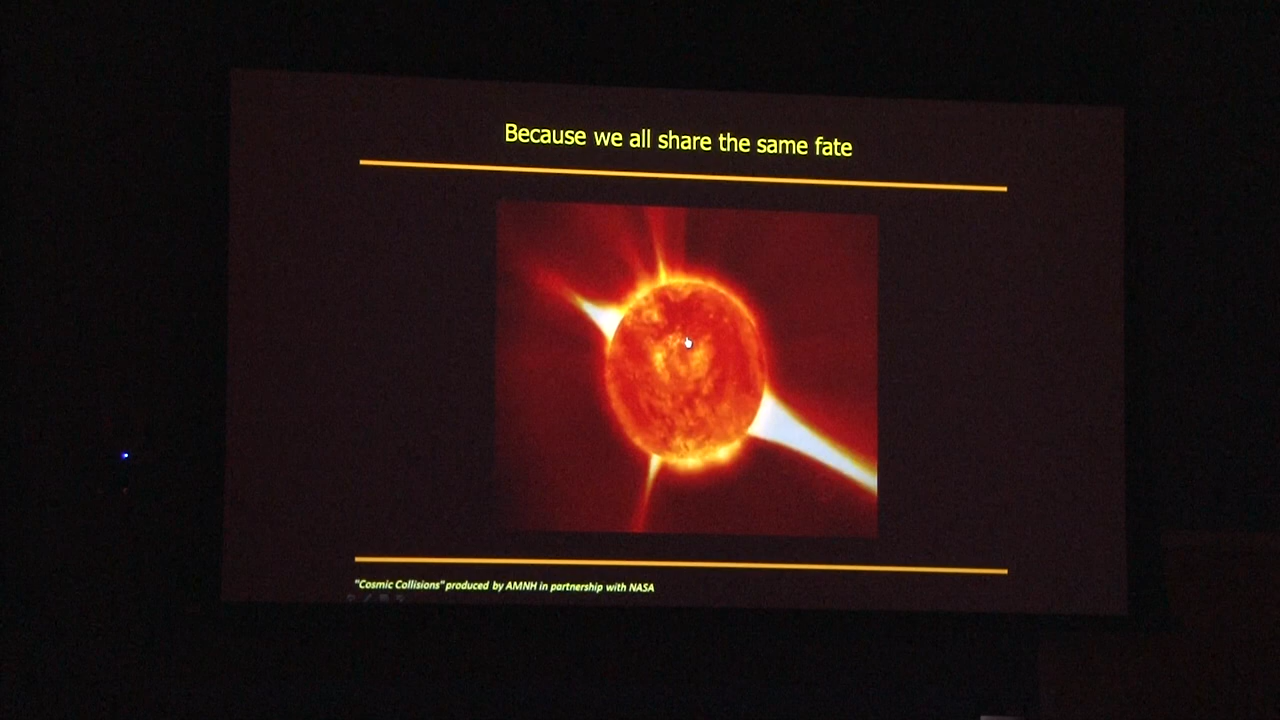 Because we all share the same fate
"Cosmic Collisions" produced by AMNH in partnership with NASA